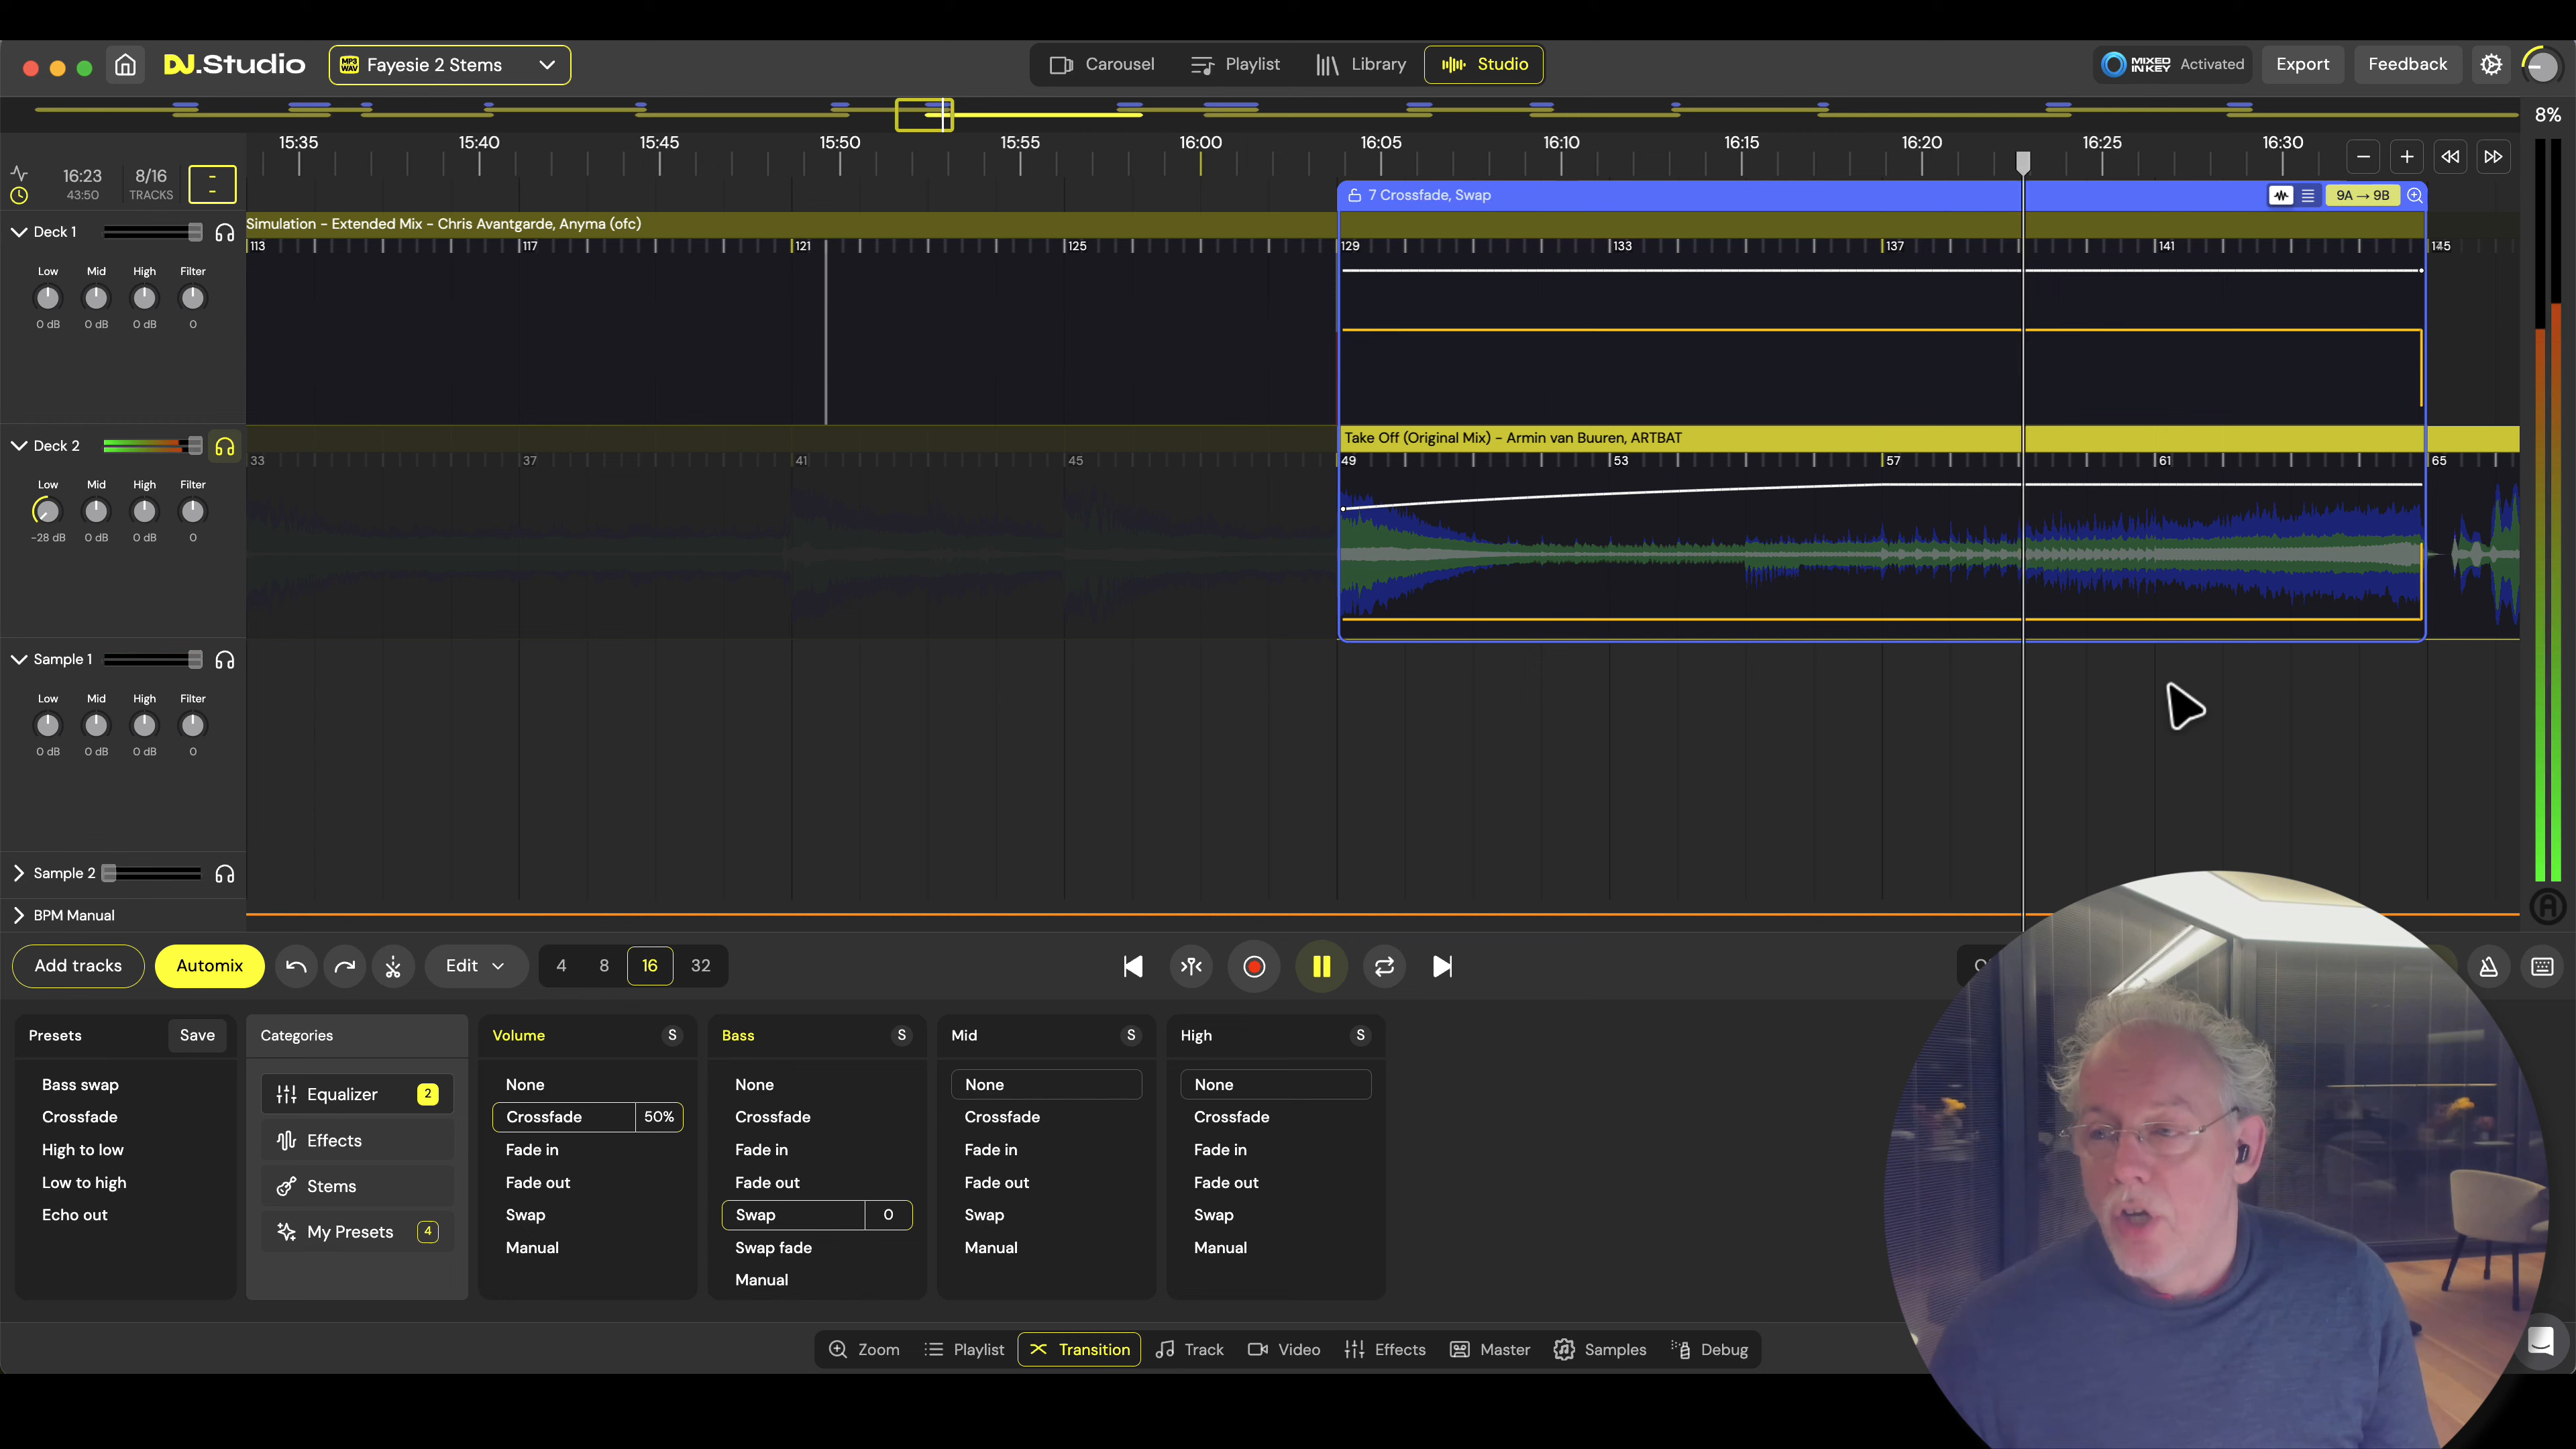 DJ.Studio
MP3 WAV
Fayesie 2 Stems
Carousel
Playlist
Library
Studio
MIXED IN KEY Activated
Export
Feedback
8%
15:35 15:40 15:45 15:50 15:55 16:00 16:05 16:10 16:15 16:20 16:25 16:30
16:23
43:50
8/16
TRACKS
7 Crossfade, Swap
9A → 9B
Simulation - Extended Mix - Chris Avantgarde, Anyma (ofc)
Deck 1
113 117 121 125 129 133 137 141 145
Low Mid High Filter
0 dB 0 dB 0 dB 0
Deck 2
Take Off (Original Mix) - Armin van Buuren, ARTBAT
33 37 41 45 49 53 57 61 65
Low Mid High Filter
-28 dB 0 dB 0 dB 0
Sample 1
Low Mid High Filter
0 dB 0 dB 0 dB 0
Sample 2
BPM Manual
Add tracks
Automix
Edit
4 8 16 32
Presets
Save
Bass swap
Crossfade
High to low
Low to high
Echo out
Categories
Equalizer 2
Effects
Stems
My Presets 4
Volume S
None
Crossfade 50%
Fade in
Fade out
Swap
Manual
Bass S
None
Crossfade
Fade in
Fade out
Swap 0
Swap fade
Manual
Mid S
None
Crossfade
Fade in
Fade out
Swap
Manual
High S
None
Crossfade
Fade in
Fade out
Swap
Manual
Zoom
Playlist
Transition
Track
Video
Effects
Master
Samples
Debug